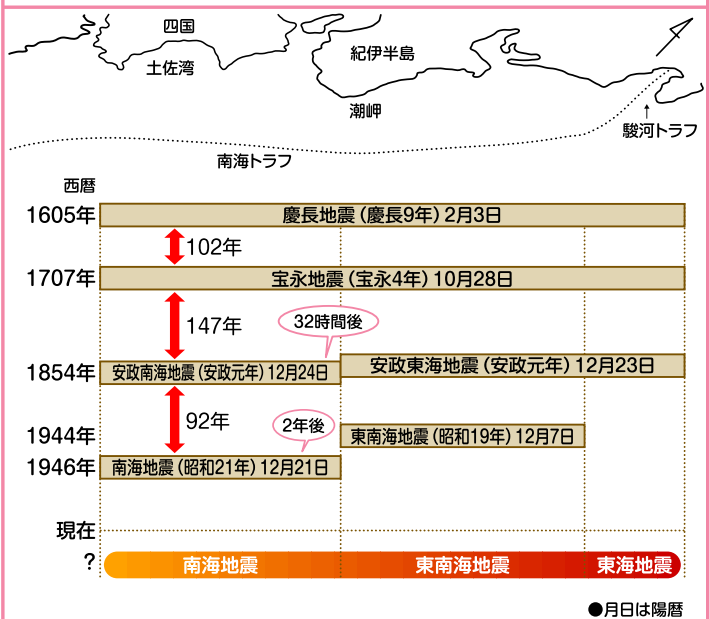 四国
土佐湾
紀伊半島
潮岬
駿河トラフ
南海トラフ
西暦
1605年
慶長地震(慶長9年)2月3日
102年
1707年
宝永地震(宝永4年)10月28日
147年
32時間後
1854年
安政南海地震(安政元年)12月24日
安政東海地震(安政元年)12月23日
92年
2年後
1944年
東南海地震(昭和19年)12月7日
1946年
南海地震(昭和21年)12月21日
現在
?
南海地震
東南海地震
東海地震
●月日は陽暦